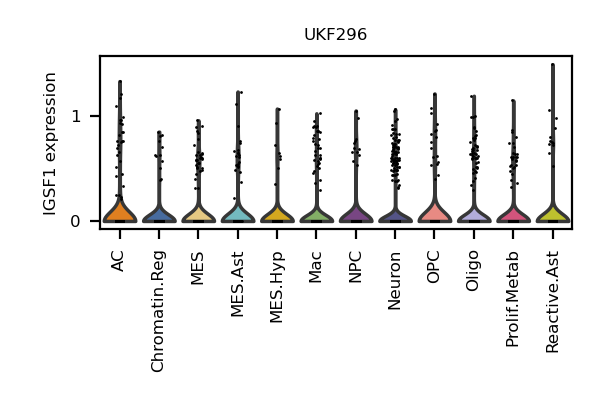 UKF296
IGSF1 expression
1
0
AC
Chromatin.Reg
MES
MES.Ast
MES.Hyp
Mac
NPC
Neuron
OPC
Oligo
Prolif.Metab
Reactive.Ast